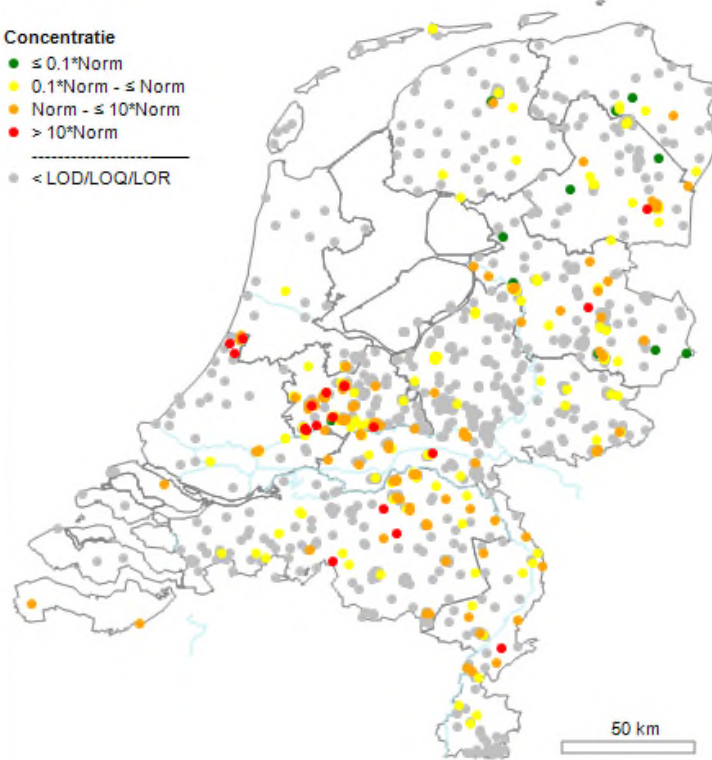 Concentratie
≤ 0.1*Norm
0.1*Norm - ≤ Norm
Norm - ≤ 10*Norm
> 10*Norm
--------------------
< LOD/LOQ/LOR
50 km